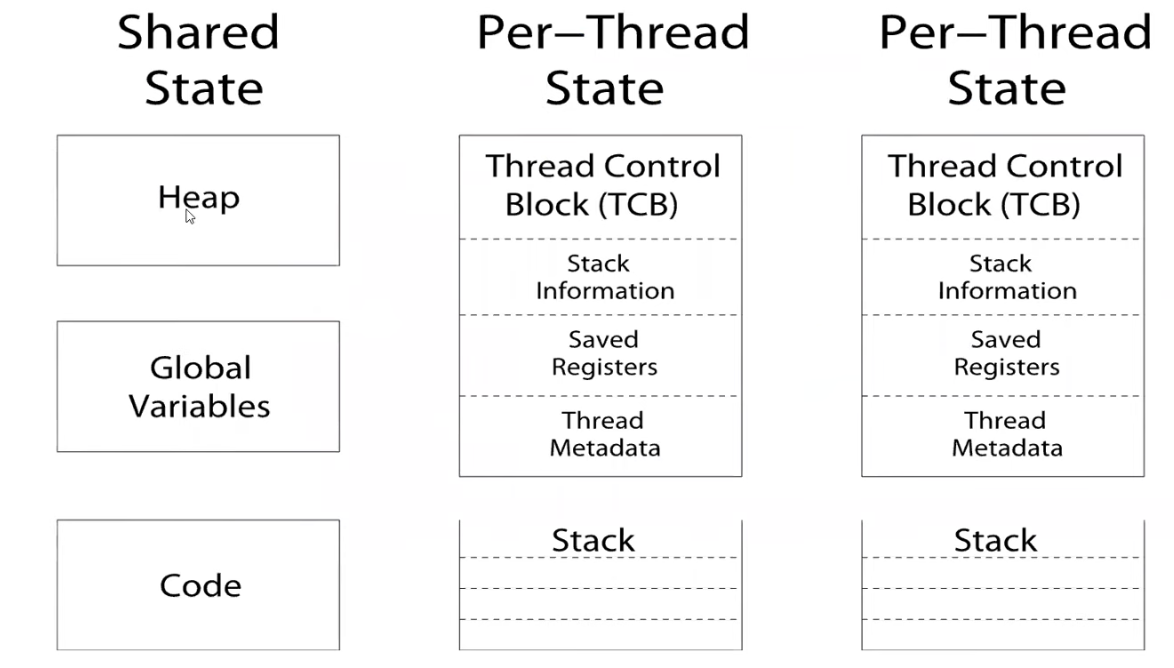 Shared
State
Heap
Global
Variables
Code
Per–Thread
State
Thread Control
Block (TCB)
Stack
Information
Saved
Registers
Thread
Metadata
Stack
Per–Thread
State
Thread Control
Block (TCB)
Stack
Information
Saved
Registers
Thread
Metadata
Stack